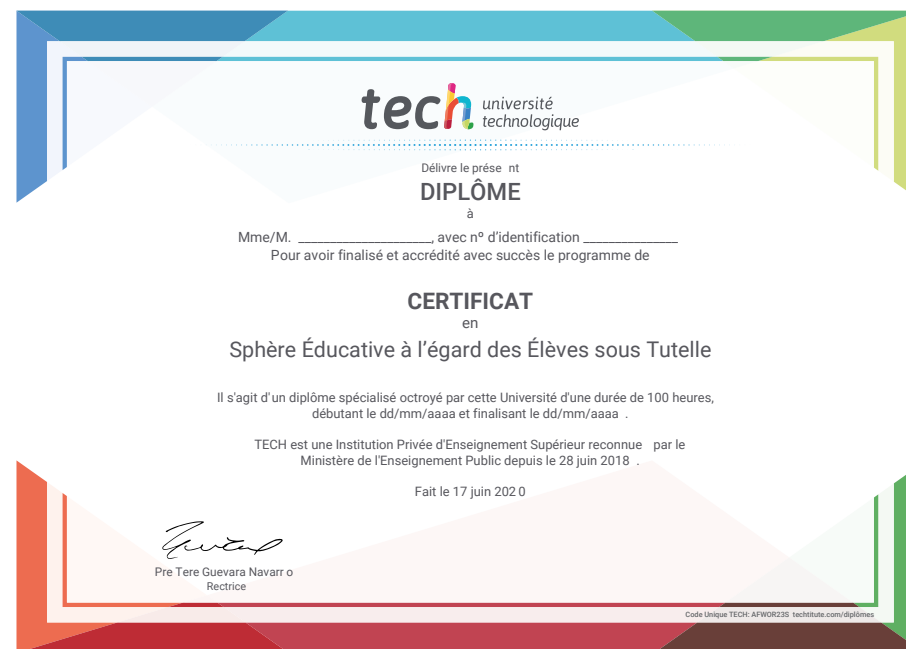 tech université
technologique
Délivre le prése nt
DIPLÔME
à
Mme/M. ______________________, avec nº d'identification ________________
Pour avoir finalisé et accrédité avec succès le programme de
CERTIFICAT
en
Sphère Éducative à l'égard des Élèves sous Tutelle
Il s'agit d'un diplôme spécialisé octroyé par cette Université d'une durée de 100 heures,
débutant le dd/mm/aaaa et finalisant le dd/mm/aaaa .
TECH est une Institution Privée d'Enseignement Supérieur reconnue par le
Ministère de l'Enseignement Public depuis le 28 juin 2018 .
Fait le 17 juin 2020
Pre Tere Guevara Navarr o
Rectrice
Code Unique TECH: AFWOR23S techtitute.com/diplômes